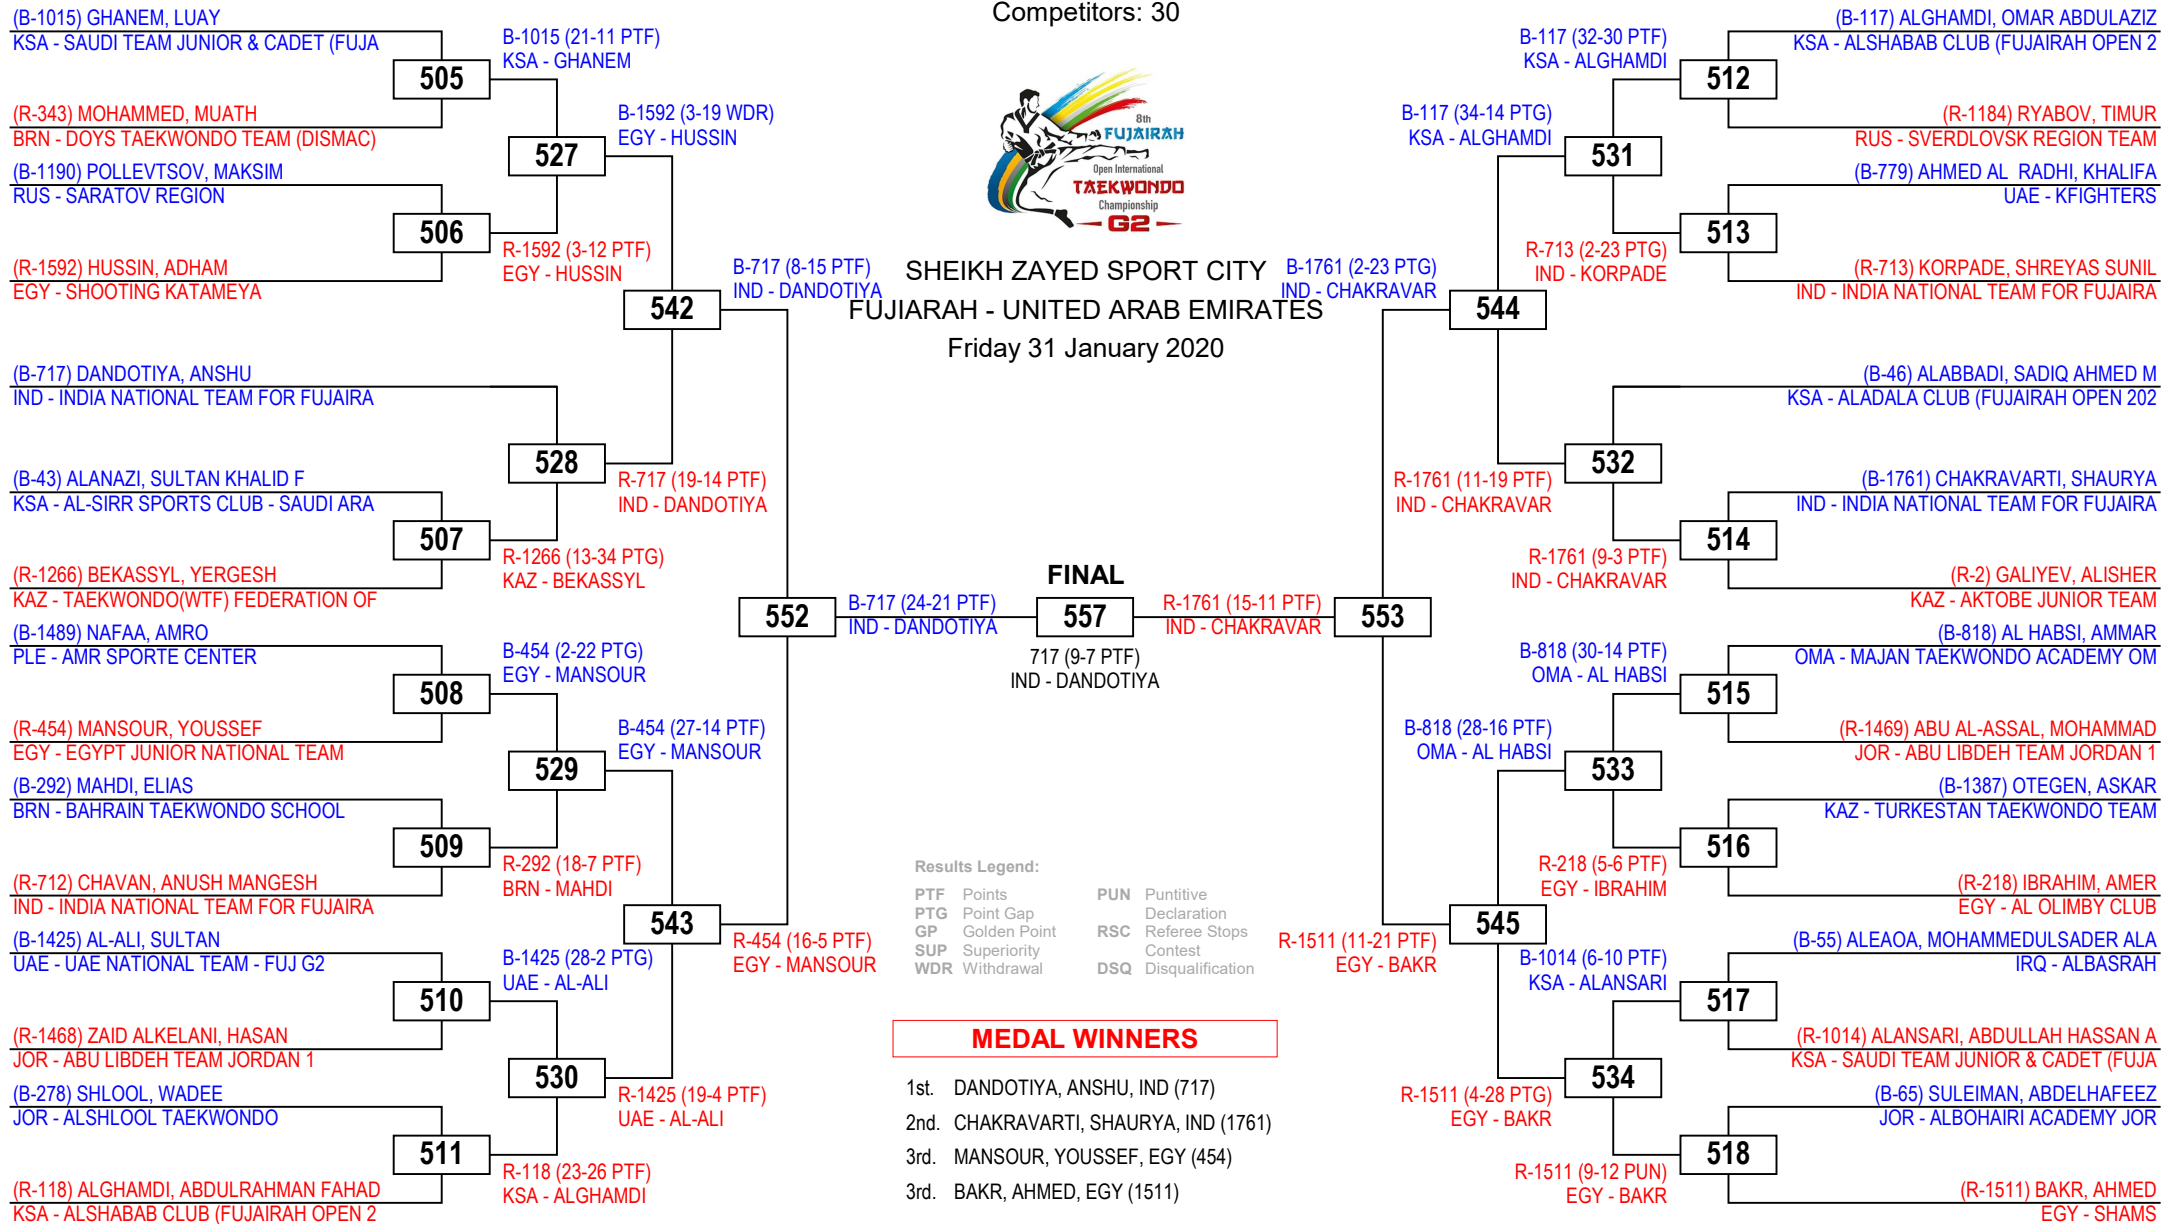 Competitors: 30
8th
FUJAIRAH
Open International
TAEKWONDO
Championship
G2
SHEIKH ZAYED SPORT CITY
FUJIARAH - UNITED ARAB EMIRATES
Friday 31 January 2020
(B-1015) GHANEM, LUAY
KSA - SAUDI TEAM JUNIOR & CADET (FUJA
505
(R-343) MOHAMMED, MUATH
BRN - DOYS TAEKWONDO TEAM (DISMAC)
(B-1190) POLLEVTSOV, MAKSIM
RUS - SARATOV REGION
506
(R-1592) HUSSIN, ADHAM
EGY - SHOOTING KATAMEYA
(B-717) DANDOTIYA, ANSHU
IND - INDIA NATIONAL TEAM FOR FUJAIRA
(B-43) ALANAZI, SULTAN KHALID F
KSA - AL-SIRR SPORTS CLUB - SAUDI ARA
507
(R-1266) BEKASSYL, YERGESH
KAZ - TAEKWONDO(WTF) FEDERATION OF
(B-1489) NAFAA, AMRO
PLE - AMR SPORTE CENTER
508
(R-454) MANSOUR, YOUSSEF
EGY - EGYPT JUNIOR NATIONAL TEAM
(B-292) MAHDI, ELIAS
BRN - BAHRAIN TAEKWONDO SCHOOL
509
(R-712) CHAVAN, ANUSH MANGESH
IND - INDIA NATIONAL TEAM FOR FUJAIRA
(B-1425) AL-ALI, SULTAN
UAE - UAE NATIONAL TEAM - FUJ G2
510
(R-1468) ZAID ALKELANI, HASAN
JOR - ABU LIBDEH TEAM JORDAN 1
(B-278) SHLOOL, WADEE
JOR - ALSHLOOL TAEKWONDO
511
(R-118) ALGHAMDI, ABDULRAHMAN FAHAD
KSA - ALSHABAB CLUB (FUJAIRAH OPEN 2
B-1015 (21-11 PTF)
KSA - GHANEM
527
R-1592 (3-12 PTF)
EGY - HUSSIN
528
R-1266 (13-34 PTG)
KAZ - BEKASSYL
B-454 (2-22 PTG)
EGY - MANSOUR
529
R-292 (18-7 PTF)
BRN - MAHDI
B-1425 (28-2 PTG)
UAE - AL-ALI
530
R-118 (23-26 PTF)
KSA - ALGHAMDI
B-1592 (3-19 WDR)
EGY - HUSSIN
542
R-717 (19-14 PTF)
IND - DANDOTIYA
B-454 (27-14 PTF)
EGY - MANSOUR
543
R-1425 (19-4 PTF)
UAE - AL-ALI
B-717 (8-15 PTF)
IND - DANDOTIYA
552
R-454 (16-5 PTF)
EGY - MANSOUR
B-717 (24-21 PTF)
IND - DANDOTIYA
FINAL
557
717 (9-7 PTF)
IND - DANDOTIYA
R-1761 (15-11 PTF)
IND - CHAKRAVAR
B-1761 (2-23 PTG)
IND - CHAKRAVAR
553
R-1511 (11-21 PTF)
EGY - BAKR
B-117 (34-14 PTG)
KSA - ALGHAMDI
544
R-1761 (11-19 PTF)
IND - CHAKRAVAR
B-818 (28-16 PTF)
OMA - AL HABSI
545
R-1511 (4-28 PTG)
EGY - BAKR
B-117 (32-30 PTF)
KSA - ALGHAMDI
531
R-713 (2-23 PTG)
IND - KORPADE
532
R-1761 (9-3 PTF)
IND - CHAKRAVAR
B-818 (30-14 PTF)
OMA - AL HABSI
533
R-218 (5-6 PTF)
EGY - IBRAHIM
B-1014 (6-10 PTF)
KSA - ALANSARI
534
R-1511 (9-12 PUN)
EGY - BAKR
(B-117) ALGHAMDI, OMAR ABDULAZIZ
KSA - ALSHABAB CLUB (FUJAIRAH OPEN 2
512
(R-1184) RYABOV, TIMUR
RUS - SVERDLOVSK REGION TEAM
(B-779) AHMED AL  RADHI, KHALIFA
UAE - KFIGHTERS
513
(R-713) KORPADE, SHREYAS SUNIL
IND - INDIA NATIONAL TEAM FOR FUJAIRA
(B-46) ALABBADI, SADIQ AHMED M
KSA - ALADALA CLUB (FUJAIRAH OPEN 202
(B-1761) CHAKRAVARTI, SHAURYA
IND - INDIA NATIONAL TEAM FOR FUJAIRA
514
(R-2) GALIYEV, ALISHER
KAZ - AKTOBE JUNIOR TEAM
(B-818) AL HABSI, AMMAR
OMA - MAJAN TAEKWONDO ACADEMY OM
515
(R-1469) ABU AL-ASSAL, MOHAMMAD
JOR - ABU LIBDEH TEAM JORDAN 1
(B-1387) OTEGEN, ASKAR
KAZ - TURKESTAN TAEKWONDO TEAM
516
(R-218) IBRAHIM, AMER
EGY - AL OLIMBY CLUB
(B-55) ALEAOA, MOHAMMEDULSADER ALA
IRQ - ALBASRAH
517
(R-1014) ALANSARI, ABDULLAH HASSAN A
KSA - SAUDI TEAM JUNIOR & CADET (FUJA
(B-65) SULEIMAN, ABDELHAFEEZ
JOR - ALBOHAIRI ACADEMY JOR
518
(R-1511) BAKR, AHMED
EGY - SHAMS
Results Legend:
PTF Points
PTG Point Gap
GP Golden Point
SUP Superiority
WDR Withdrawal
PUN Puntitive
Declaration
RSC Referee Stops
Contest
DSQ Disqualification
MEDAL WINNERS
1st. DANDOTIYA, ANSHU, IND (717)
2nd. CHAKRAVARTI, SHAURYA, IND (1761)
3rd. MANSOUR, YOUSSEF, EGY (454)
3rd. BAKR, AHMED, EGY (1511)